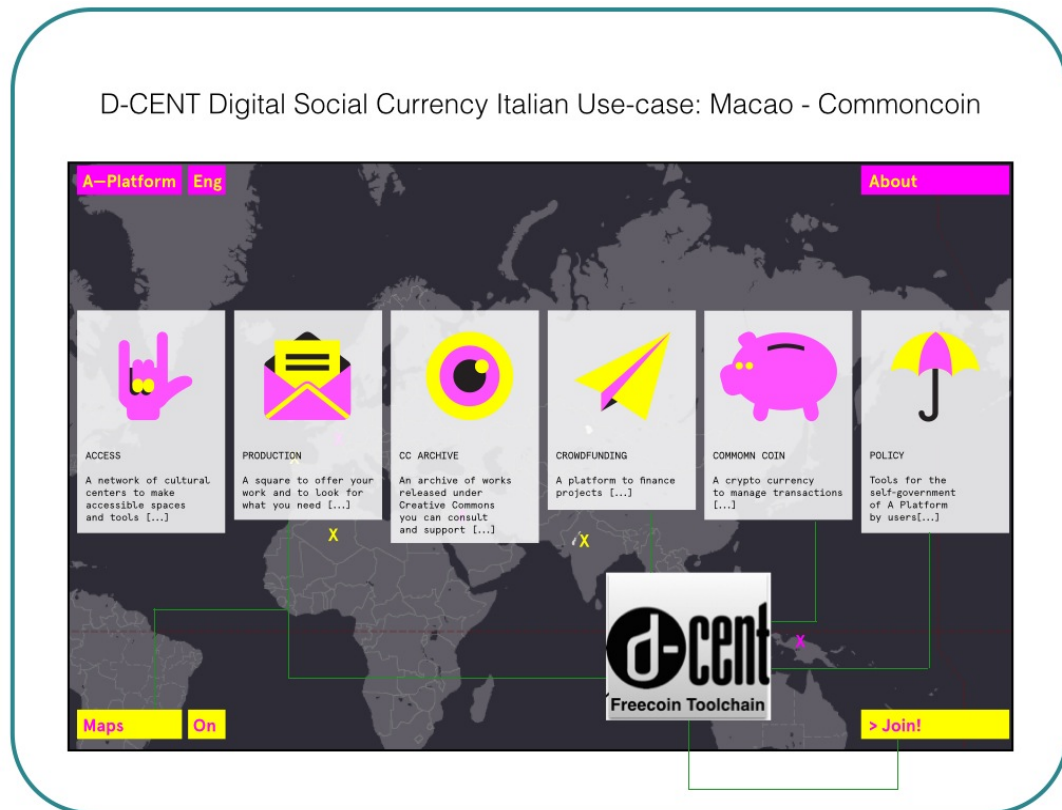 D-CENT Digital Social Currency Italian Use-case: Macao - Commoncoin
A—Platform
Eng
About
ACCESS
A network of cultural
centers to make
accessible spaces
and tools [...]
PRODUCTION
A square to offer your
work and to look for
what you need [...]
CC ARCHIVE
An archive of works
released under
Creative Commons
you can consult
and support [...]
CROWDFUNDING
A platform to finance
projects [...]
COMMOMN COIN
A crypto currency
to manage transactions
[...]
POLICY
Tools for the
self-government
of A Platform
by users[...]
X
X
X
d-cent
Freecoin Toolchain
Maps
On
> Join!